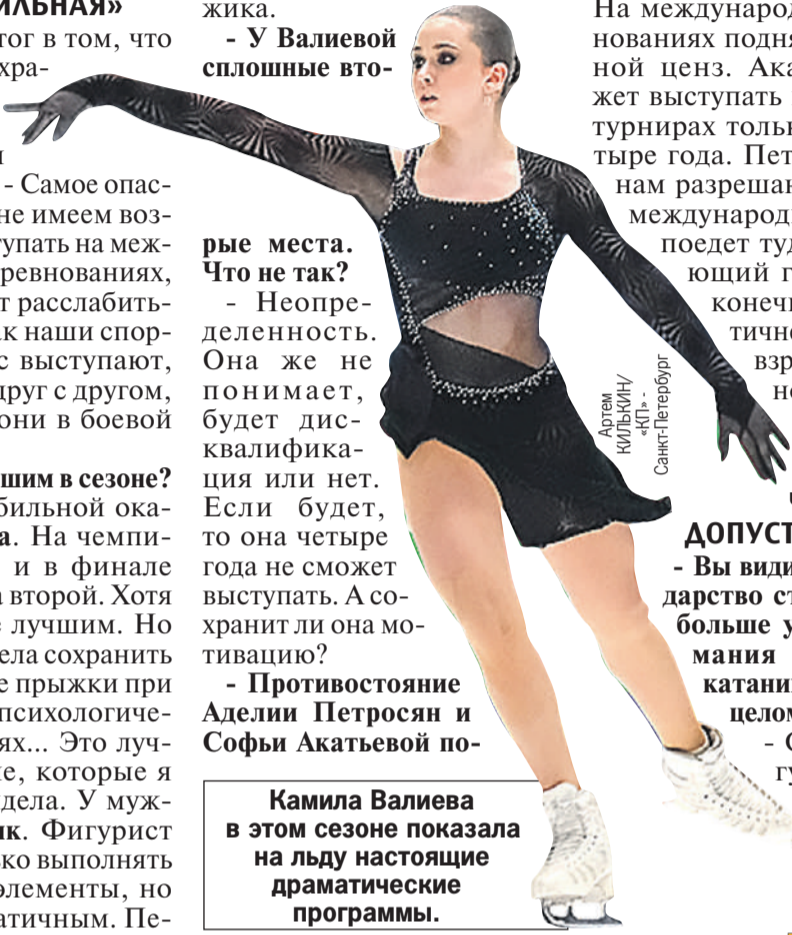 ИЛЬНАЯ»
тог в том, что
хра-
- Самое опас-
не имеем воз-
тупать на меж-
ревнованиях,
т расслабить-
ак наши спор-
с выступают,
друг с другом,
они в боевой
шим в сезоне?
бильной ока-
а. На чемпи-
и в финале
а второй. Хотя
е лучшим. Но
ела сохранить
е прыжки при
психологиче-
ях... Это луч-
ие, которые я
дела. У муж-
ик. Фигурист
ько выполнять
элементы, но
атичным. Пе-
жика.
- У Валиевой
сплошные вто-
рые места.
Что не так?
- Неопре-
деленность.
Она же не
понимает,
будет дис-
квалифика-
ция или нет.
Если будет,
то она четыре
года не сможет
выступать. А со-
хранит ли она мо-
тивацию?
- Противостояние
Аделии Петросян и
Софьи Акатьевой по-
Камила Валиева
в этом сезоне показала
на льду настоящие
драматические
программы.
Артем
КИЛЬКИН/
«КП» -
Санкт-Петербург
На международ
нованиях подня
ной ценз. Ака
жет выступать
турнирах тольк
тыре года. Пет
нам разрешаю
международ
поедет туд
ющий г
конечн
тично
взр
но
ДОПУСТ
- Вы види
дарство ст
больше у
мания
катани
целом
- С
гу